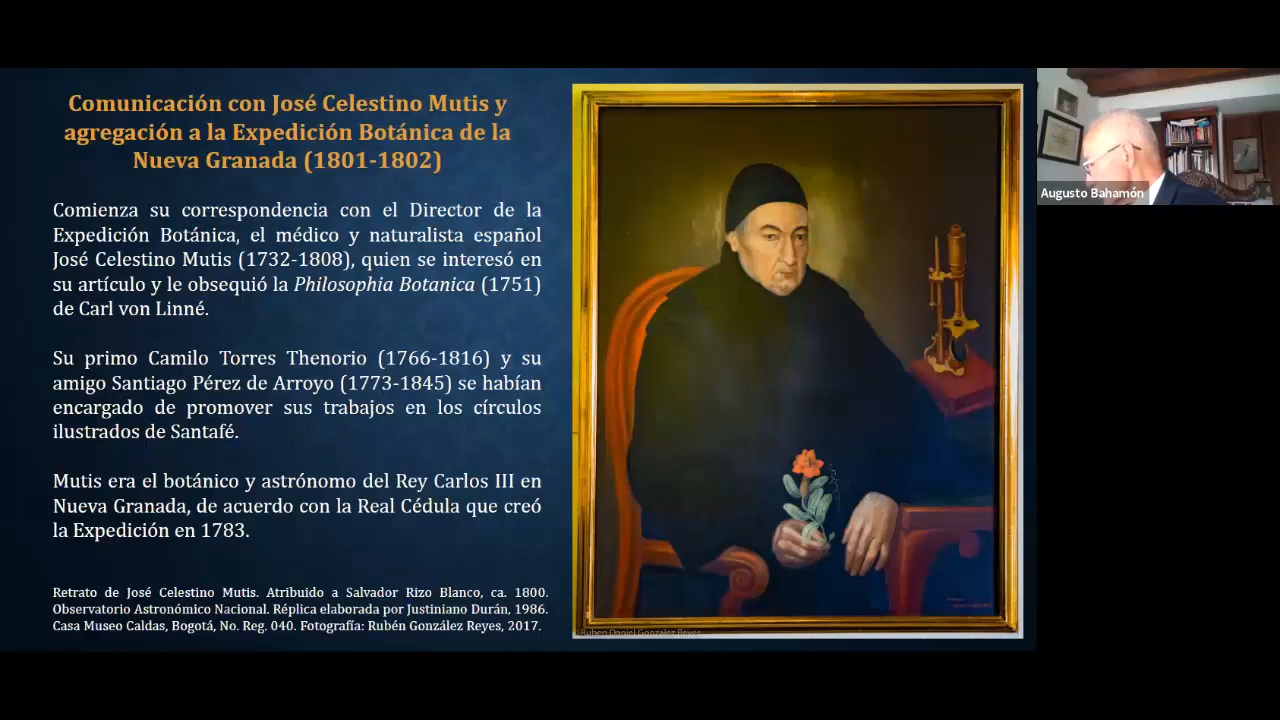 Comunicación con José Celestino Mutis y
agregación a la Expedición Botánica de la
Nueva Granada (1801-1802)
Comienza su correspondencia con el Director de la
Expedición Botánica, el médico y naturalista español
José Celestino Mutis (1732-1808), quien se interesó en
su artículo y le obsequió la Philosophia Botanica (1751)
de Carl von Linné.
Su primo Camilo Torres Thenorio (1766-1816) y su
amigo Santiago Pérez de Arroyo (1773-1845) se habían
encargado de promover sus trabajos en los círculos
ilustrados de Santafé.
Mutis era el botánico y astrónomo del Rey Carlos III en
Nueva Granada, de acuerdo con la Real Cédula que creó
la Expedición en 1783.
Retrato de José Celestino Mutis. Atribuido a Salvador Rizo Blanco, ca. 1800.
Observatorio Astronómico Nacional. Réplica elaborada por Justiniano Durán, 1986.
Casa Museo Caldas, Bogotá, No. Reg. 040. Fotografía: Rubén González Reyes, 2017.
Ruben Daniel Gonzalez Reyes
Augusto Bahamón